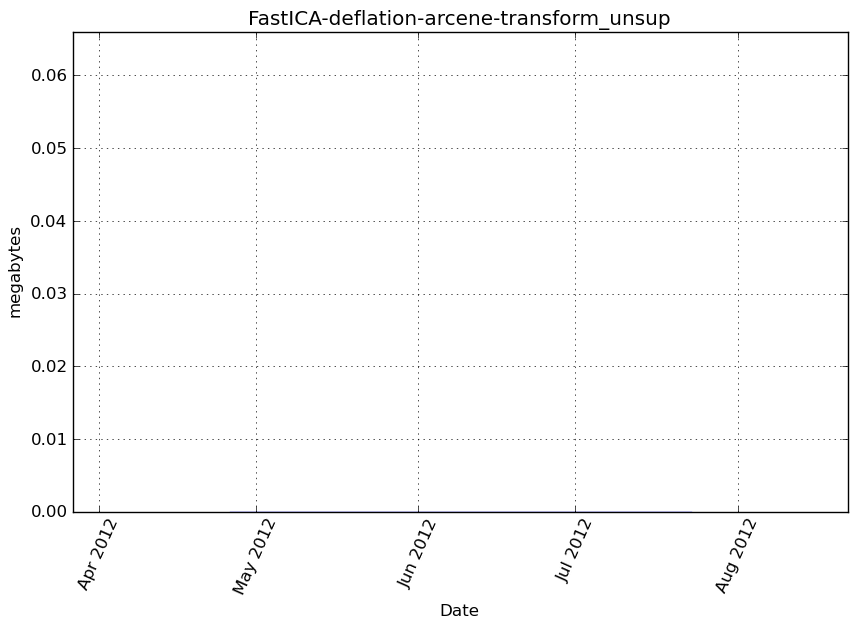 FastICA-deflation-arcene-transform_unsup
0.06
0.05
0.04
0.03
0.02
0.01
0.00
megabytes
Apr 2012
May 2012
Jun 2012
Jul 2012
Aug 2012
Date